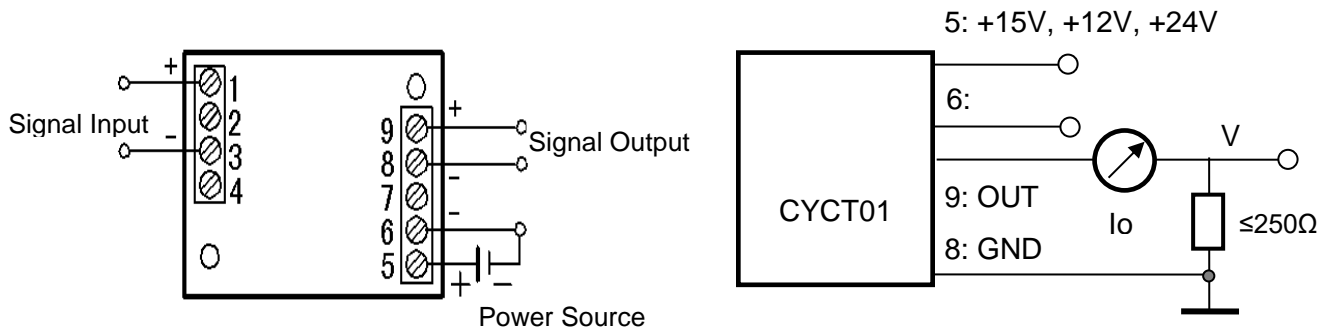 +
Signal Input
-
1
2
3
4
9
8
7
6
5
+
Signal Output
-
-
+ -
Power Source
5: +15V, +12V, +24V
6:
V
CYCT01
9: OUT
Io
≤250Ω
8: GND